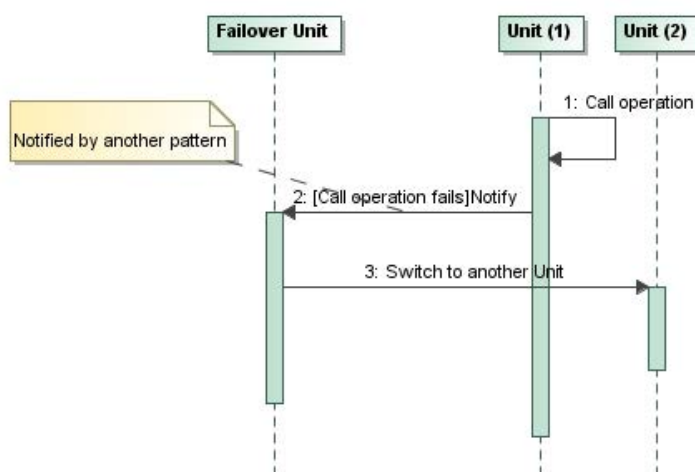 Failover Unit
Unit (1)
Unit (2)
1: Call operation
Notified by another pattern
2: [Call operation fails]Notify
3: Switch to another Unit